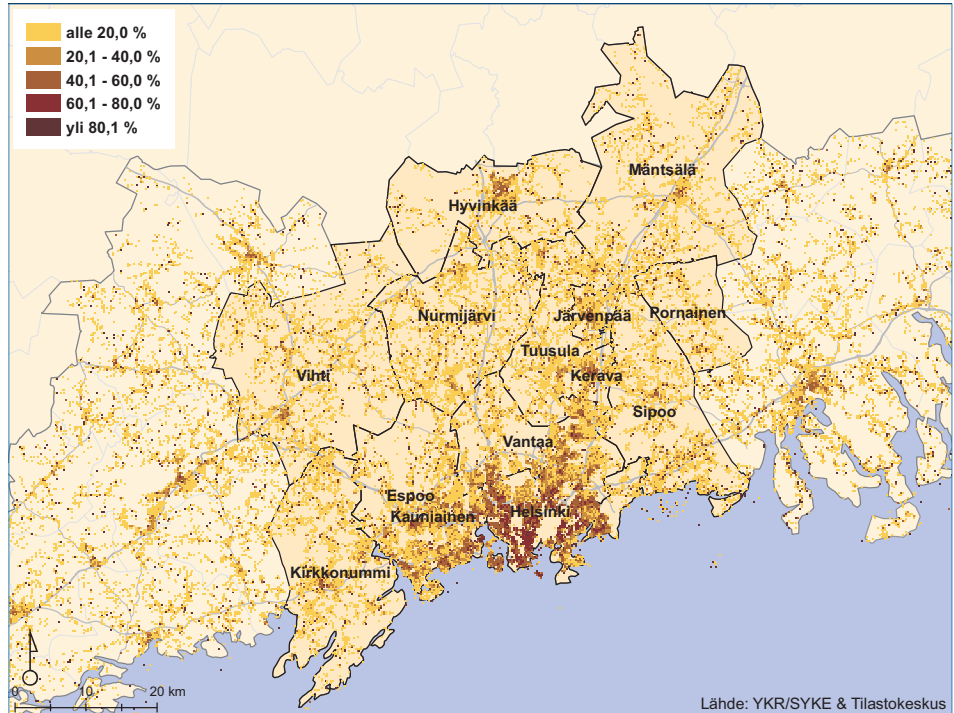 alle 20,0 %
20,1 - 40,0 %
40,1 - 60,0 %
60,1 - 80,0 %
yli 80,1 %
Mäntsälä
Hyvinkää
Nurmijärvi
Järvenpää
Pornainen
Tuusula
Vihti
Kerava
Sipoo
Vantaa
Espoo
Kauniainen
Helsinki
Kirkkonummi
0 10 20 km
Lähde: YKR/SYKE & Tilastokeskus